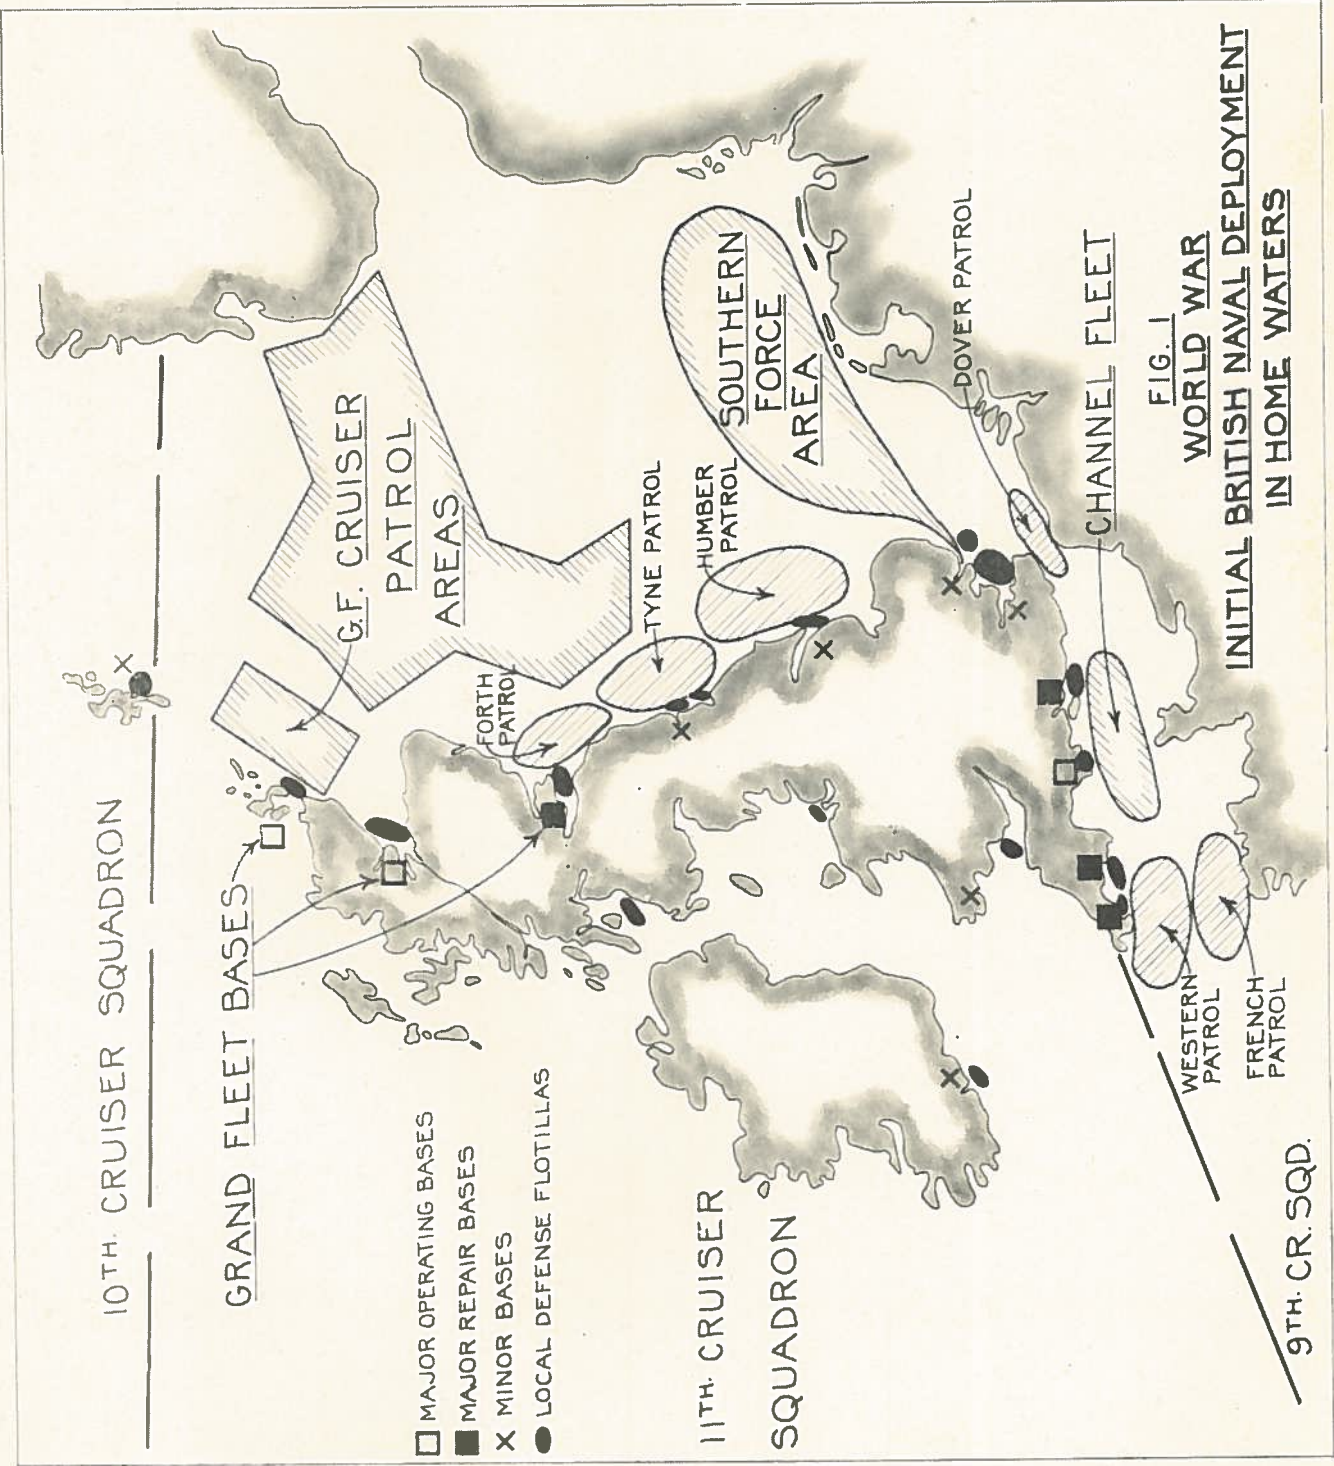 10TH. CRUISER SQUADRON
GRAND FLEET BASES
G.F. CRUISER
PATROL
AREAS
FORTH
PATROL
TYNE PATROL
HUMBER
PATROL
SOUTHERN
FORCE
AREA
DOVER PATROL
CHANNEL FLEET
MAJOR OPERATING BASES
MAJOR REPAIR BASES
MINOR BASES
LOCAL DEFENSE FLOTILLAS
11TH. CRUISER
SQUADRON
WESTERN
PATROL
FRENCH
PATROL
9TH. CR. SQD.
FIG. 1
WORLD WAR
INITIAL BRITISH NAVAL DEPLOYMENT
IN HOME WATERS